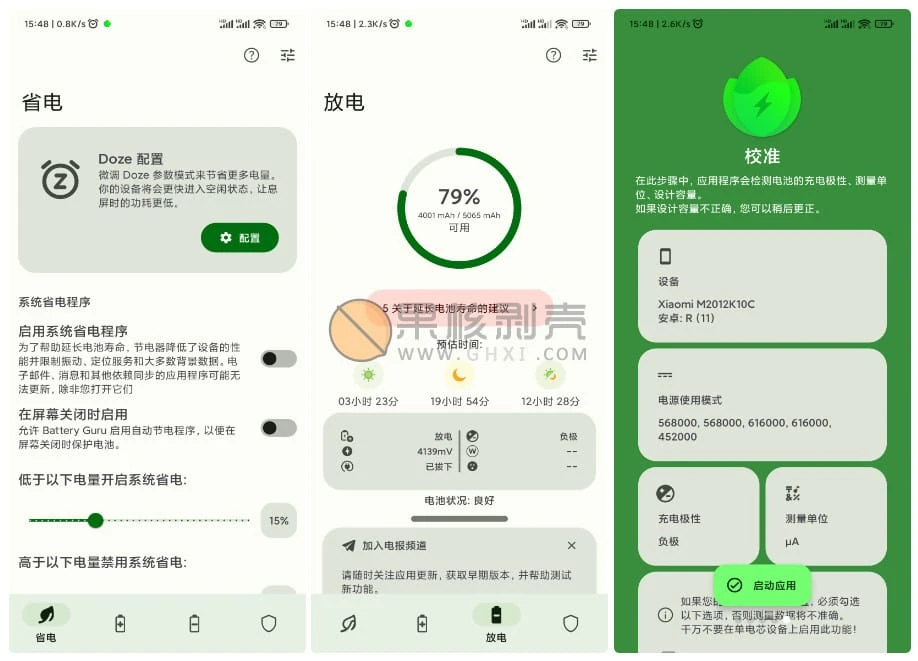 15:48 | 0.8K/s
HD HD 79
省电
Doze 配置
微调 Doze 参数模式来节省更多电量。
你的设备将会更快进入空闲状态，让息
屏时的功耗更低。
配置
系统省电程序
启用系统省电程序
为了帮助延长电池寿命，节电器降低了设备的性
能并限制振动，定位服务和大多数背景数据。电
子邮件，消息和其他依赖同步的应用程序可能无
法更新，除非您打开它们
在屏幕关闭时启用
允许 Battery Guru 启用自动节电程序，以便在
屏幕关闭时保护电池。
低于以下电量开启系统省电:
15%
高于以下电量禁用系统省电:
省电
15:48 | 2.3K/s
HD HD 79
放电
79%
4001 mAh / 5065 mAh
可用
5 关于延长电池寿命的建议
果核剥壳
WWW.GHXI.COM
预估时间:
03小时 23分
19小时 54分
12小时 28分
放电
负极
4139mV
--
已拔下
--
电池状况: 良好
加入电报频道
请随时关注应用更新，获取早期版本，并帮助测试
新功能。
放电
15:48 | 2.6K/s
HD HD 79
校准
在此步骤中，应用程序会检测电池的充电极性、测量单
位、设计容量。
如果设计容量不正确，您可以稍后更正。
设备
Xiaomi M2012K10C
安卓: R (11)
电源使用模式
568000, 568000, 616000, 616000,
452000
充电极性
负极
测量单位
μA
启动应用
如果您的
必须勾选
以下选项，否则测量数据将不准确。
千万不要在单电芯设备上启用此功能！